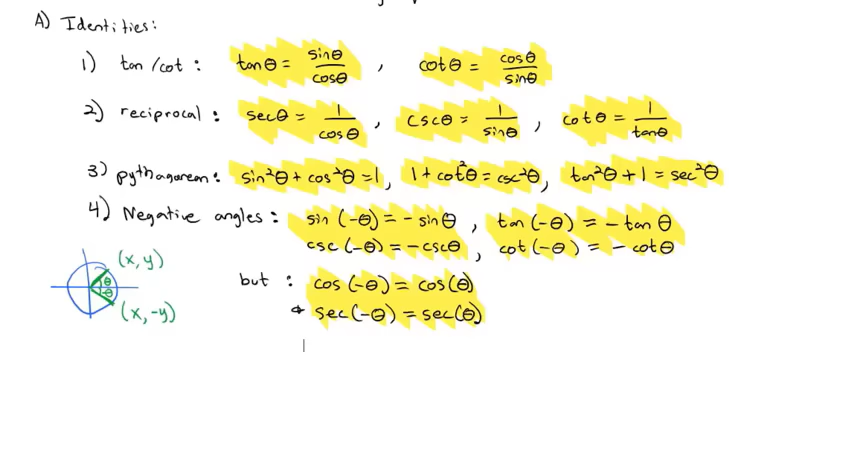 A) Identities:
1) tan/cot: tanθ = sinθ/cosθ, cotθ = cosθ/sinθ
2) reciprocal: secθ = 1/cosθ, cscθ = 1/sinθ, cotθ = 1/tanθ
3) pythagorean: sin²θ + cos²θ = 1, 1 + cot²θ = csc²θ, tan²θ + 1 = sec²θ
4) Negative angles: sin(-θ) = -sinθ, tan(-θ) = -tanθ
csc(-θ) = -cscθ, cot(-θ) = -cotθ
(x, y)
θ
-θ
(x, -y)
but: cos(-θ) = cos(θ)
+ sec(-θ) = sec(θ)